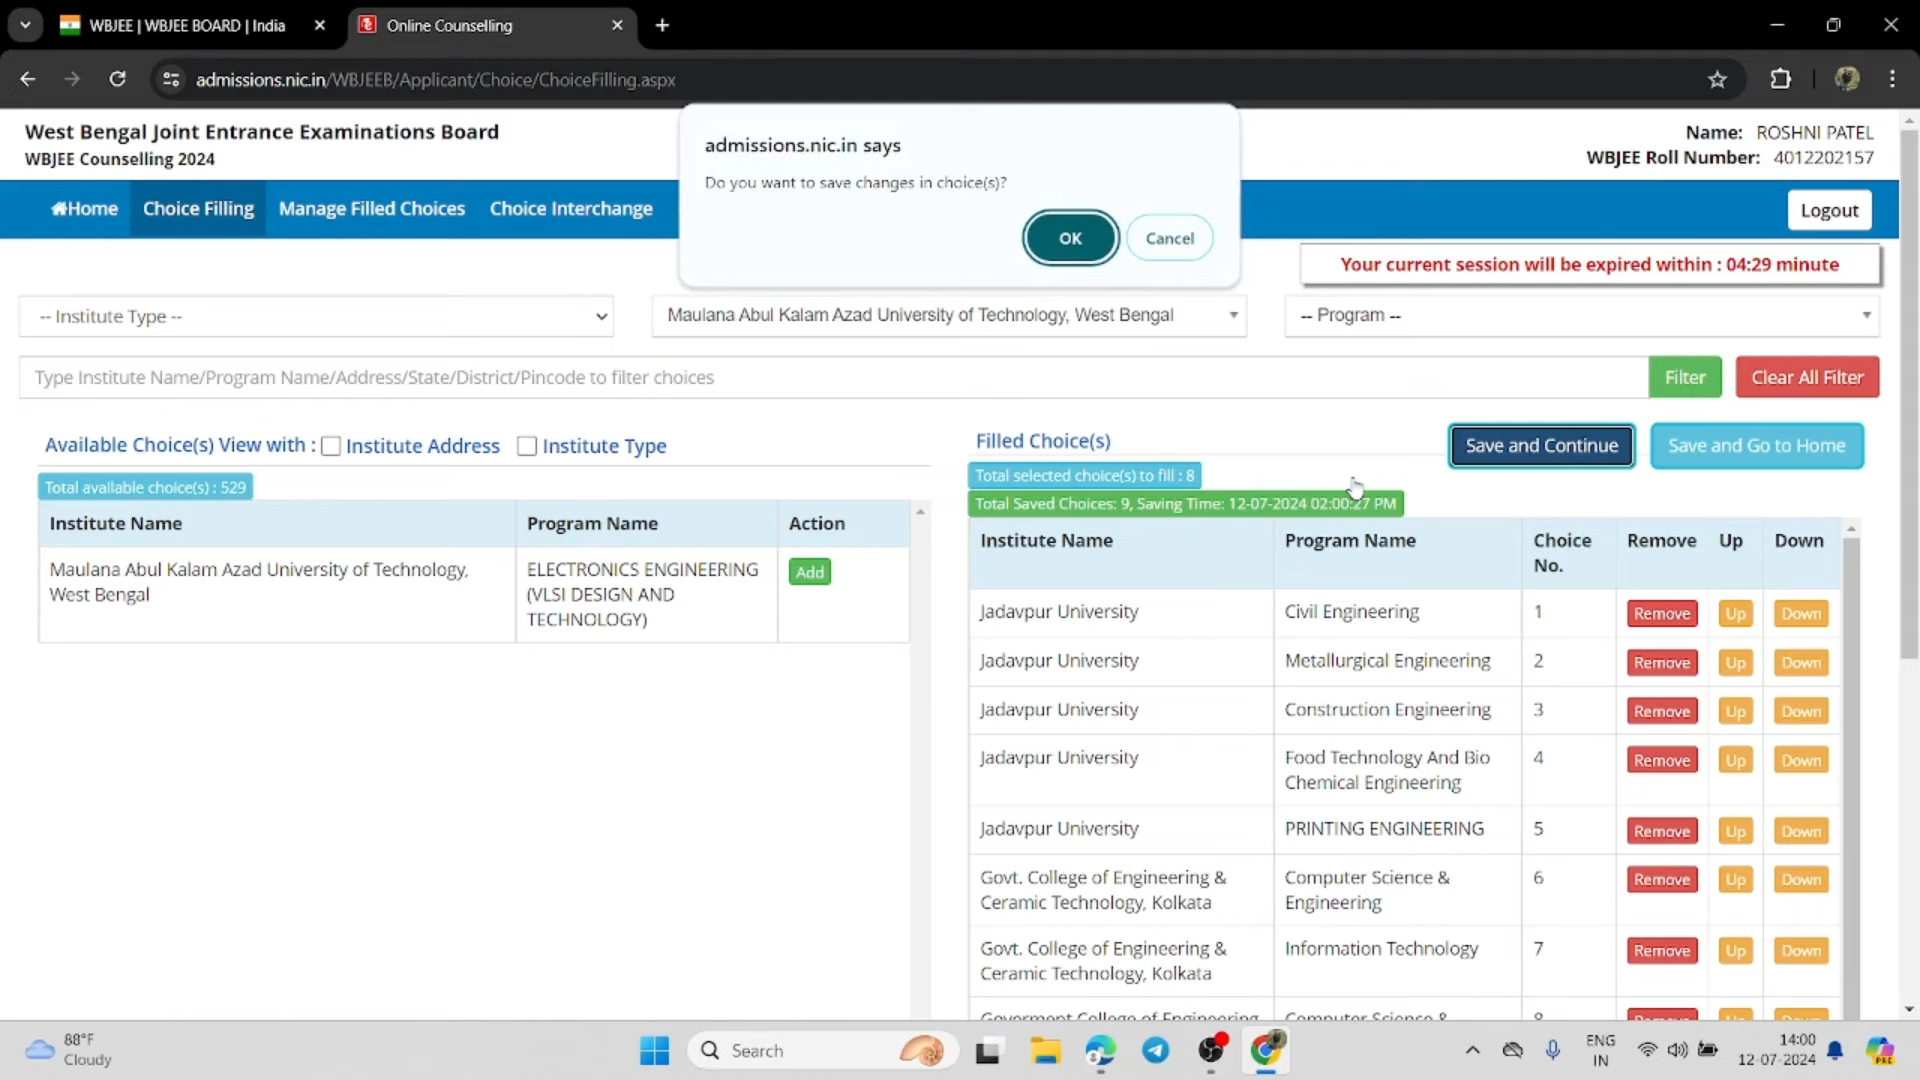 WBJEE | WBJEE BOARD | India
Online Counselling
admissions.nic.in/WBJEEB/Applicant/Choice/ChoiceFilling.aspx
West Bengal Joint Entrance Examinations Board
WBJEE Counselling 2024
Name: ROSHNI PATEL
WBJEE Roll Number: 4012202157
admissions.nic.in says
Do you want to save changes in choice(s)?
OK
Cancel
Home
Choice Filling
Manage Filled Choices
Choice Interchange
Logout
Your current session will be expired within : 04:29 minute
-- Institute Type --
Maulana Abul Kalam Azad University of Technology, West Bengal
-- Program --
Type Institute Name/Program Name/Address/State/District/Pincode to filter choices
Filter
Clear All Filter
Available Choice(s) View with : Institute Address Institute Type
Total available choice(s) : 529
Institute Name Program Name Action
Maulana Abul Kalam Azad University of Technology,
West Bengal
ELECTRONICS ENGINEERING
(VLSI DESIGN AND
TECHNOLOGY)
Add
Filled Choice(s)
Save and Continue
Save and Go to Home
Total selected choice(s) to fill : 8
Total Saved Choices: 9, Saving Time: 12-07-2024 02:00:27 PM
Institute Name Program Name Choice No. Remove Up Down
Jadavpur University Civil Engineering 1 Remove Up Down
Jadavpur University Metallurgical Engineering 2 Remove Up Down
Jadavpur University Construction Engineering 3 Remove Up Down
Jadavpur University Food Technology And Bio 4 Remove Up Down
Chemical Engineering
Jadavpur University PRINTING ENGINEERING 5 Remove Up Down
Govt. College of Engineering & Computer Science & 6 Remove Up Down
Ceramic Technology, Kolkata Engineering
Govt. College of Engineering & Information Technology 7 Remove Up Down
Ceramic Technology, Kolkata
Goverment College of Engineering Computer Science & 8 Remove Up Down
88°F
Cloudy
Search
ENG
IN
14:00
12-07-2024
PRE